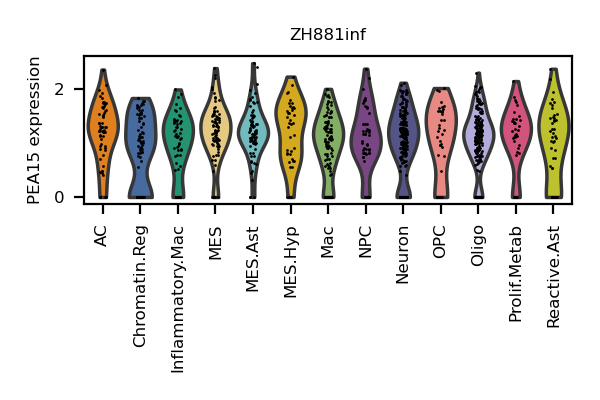 ZH881inf
PEA15 expression
2
0
AC
Chromatin.Reg
Inflammatory.Mac
MES
MES.Ast
MES.Hyp
Mac
NPC
Neuron
OPC
Oligo
Prolif.Metab
Reactive.Ast